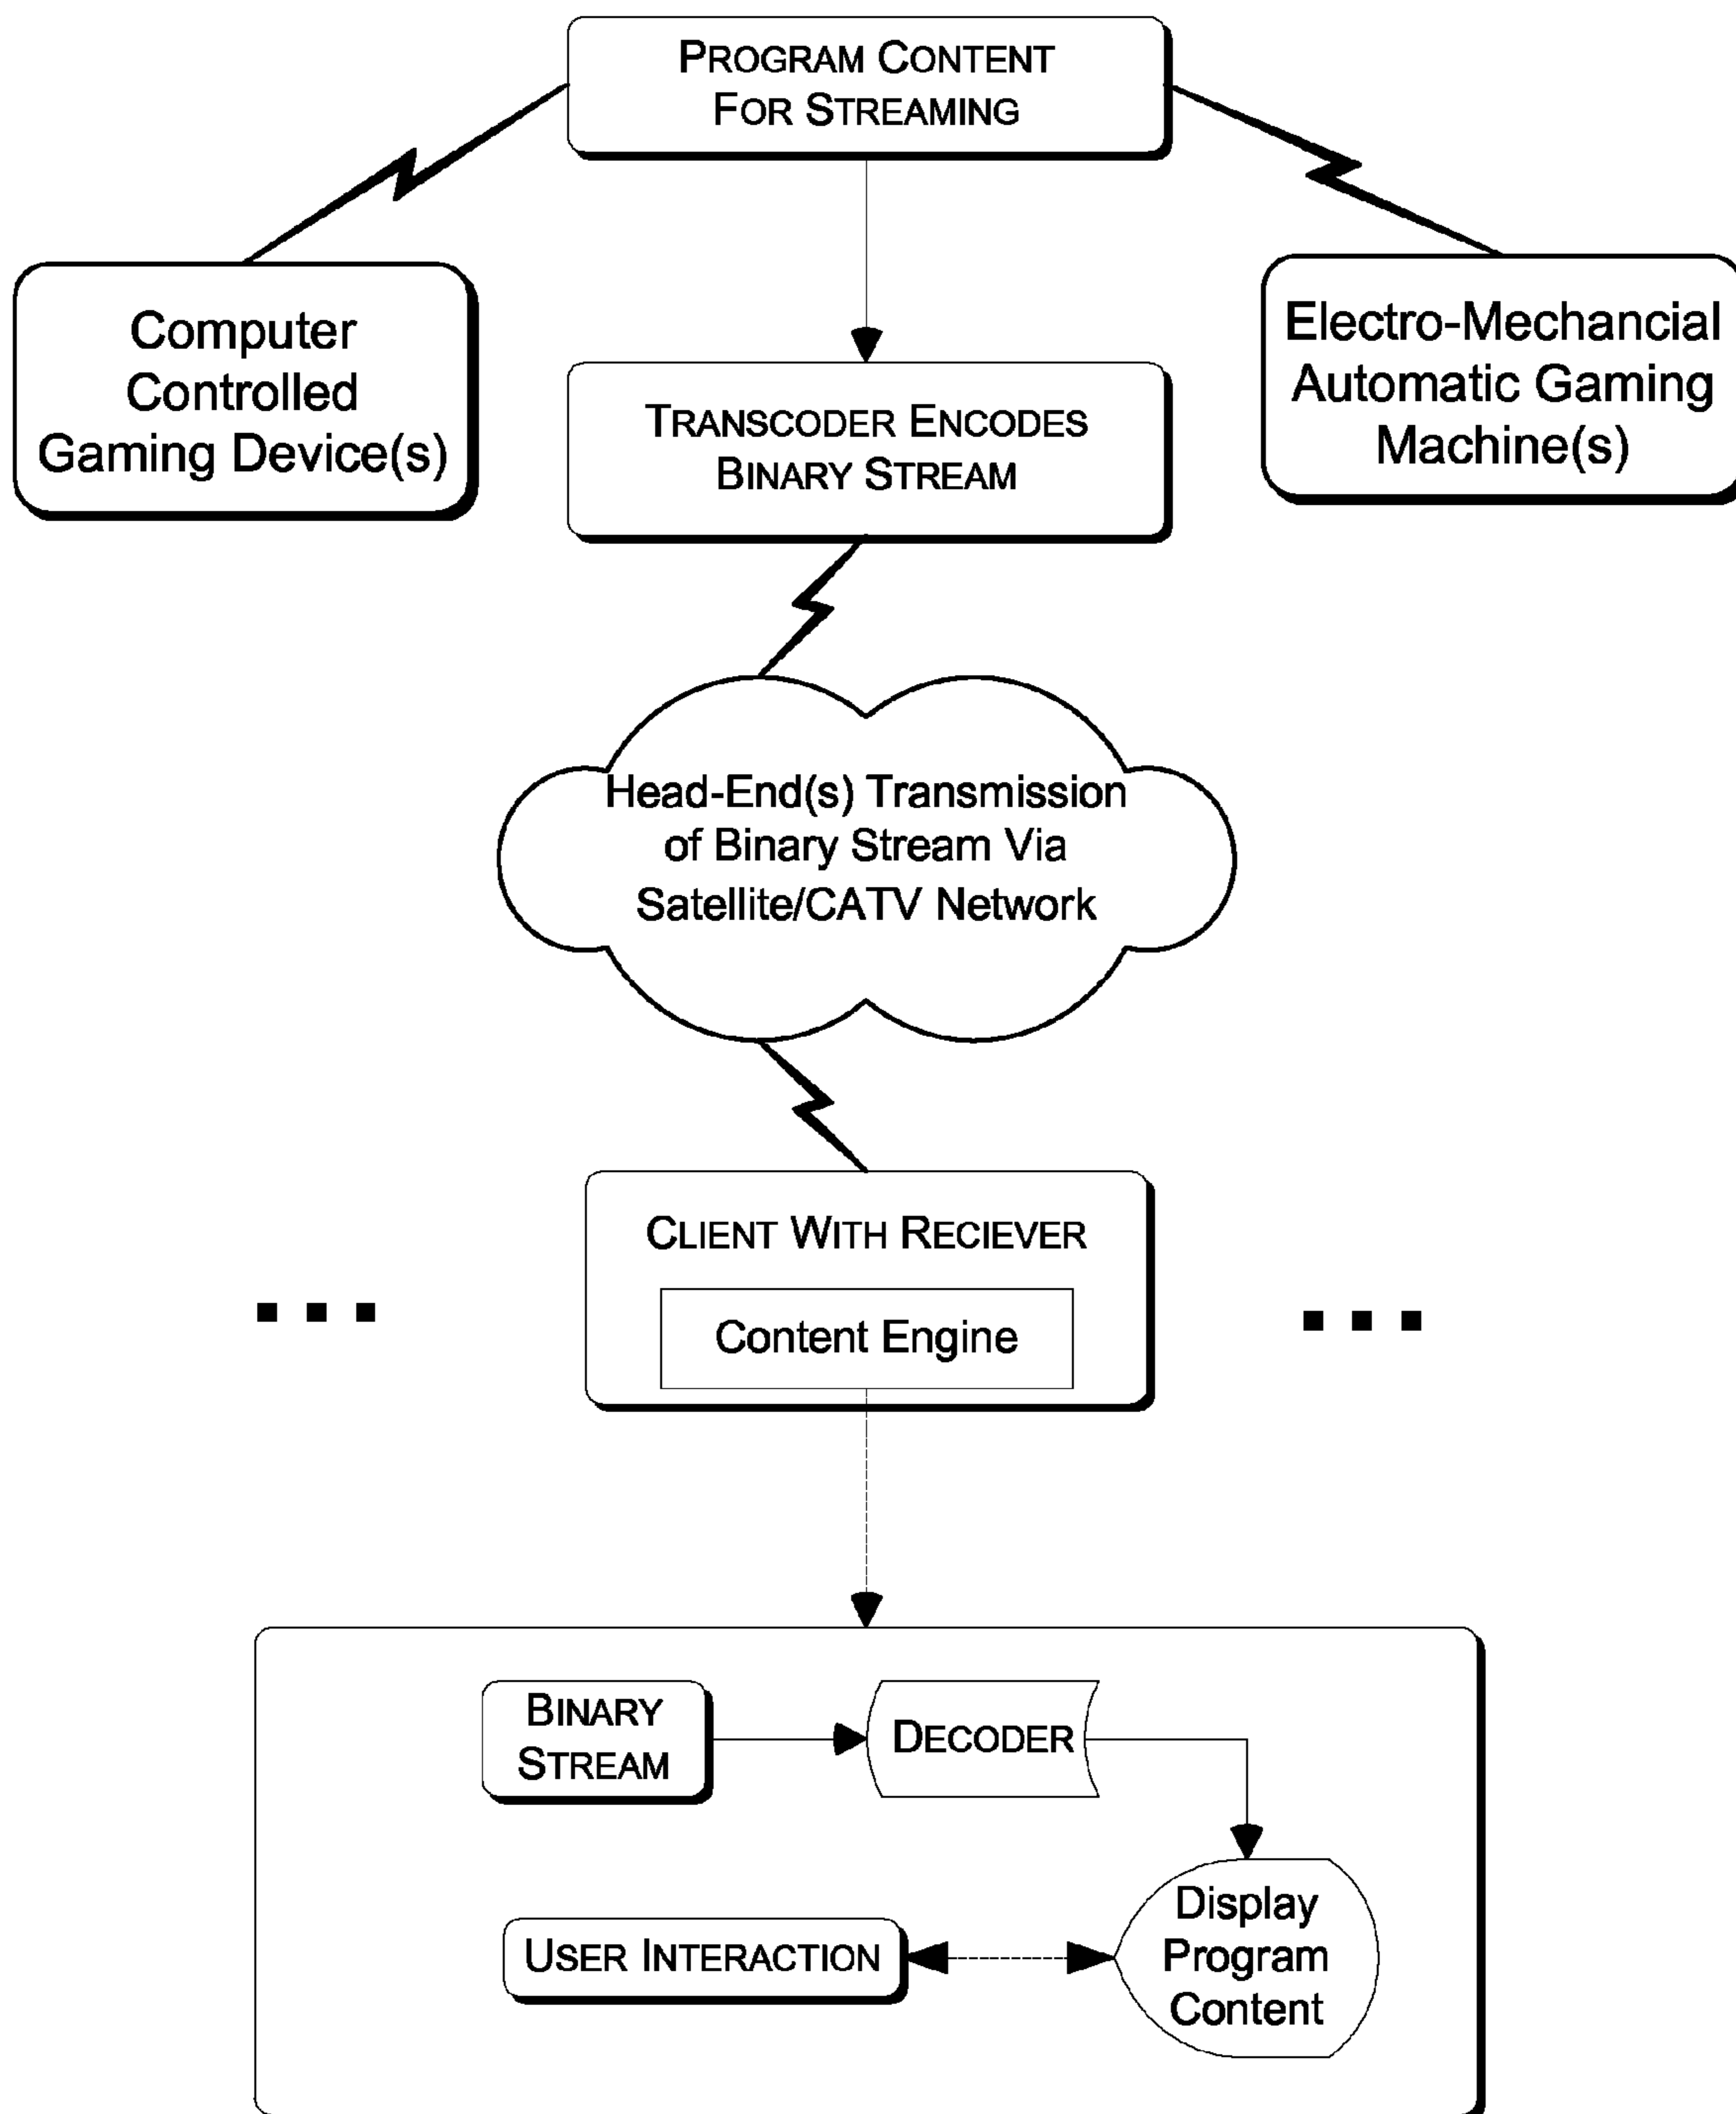 PROGRAM CONTENT
FOR STREAMING
Computer
Controlled
Gaming Device(s)
Electro-Mechancial
Automatic Gaming
Machine(s)
TRANSCODER ENCODES
BINARY STREAM
Head-End(s) Transmission
of Binary Stream Via
Satellite/CATV Network
CLIENT WITH RECIEVER
Content Engine
BINARY
STREAM
DECODER
Display
Program
Content
USER INTERACTION